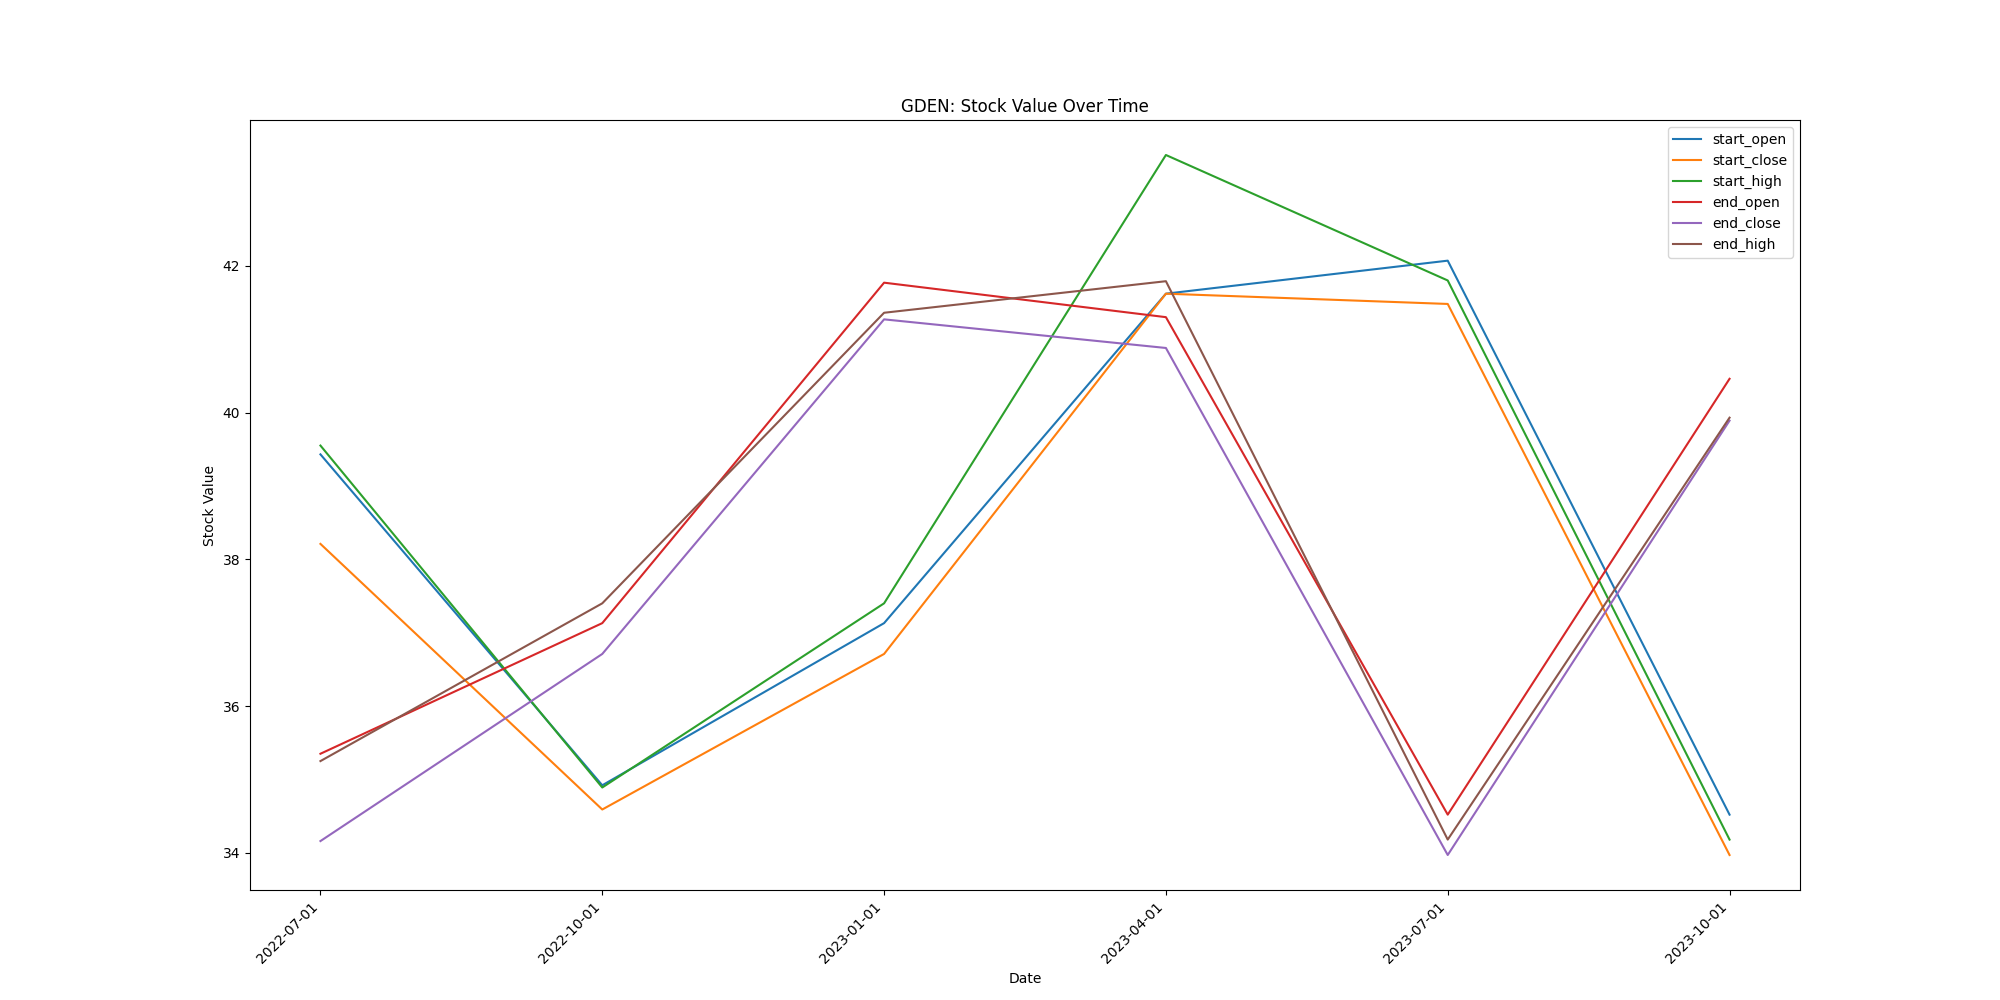 GDEN: Stock Value Over Time
start_open
start_close
start_high
end_open
end_close
end_high
Stock Value
42
40
38
36
34
2022-07-01
2022-10-01
2023-01-01
2023-04-01
2023-07-01
2023-10-01
Date